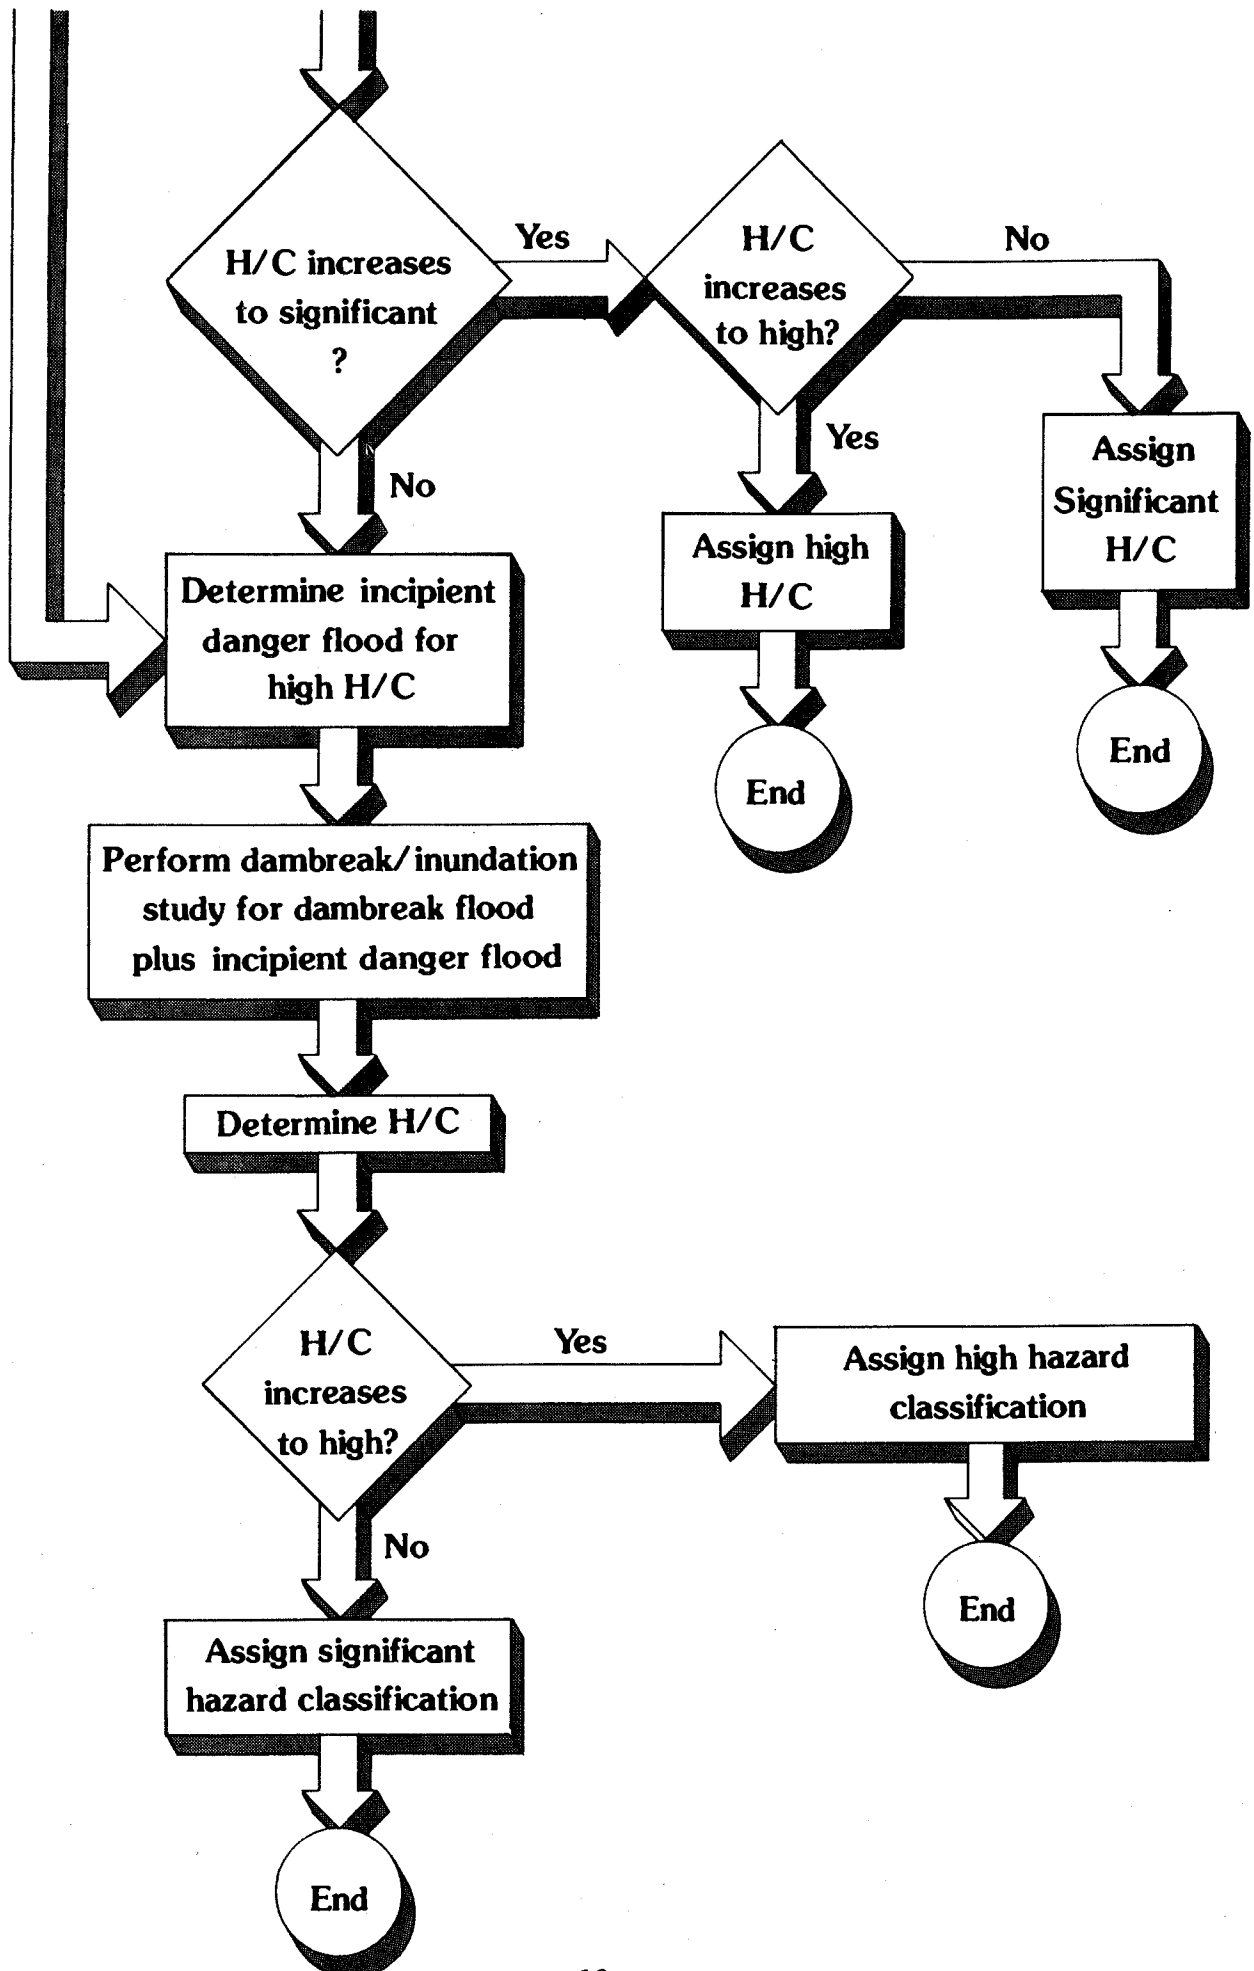 H/C increases
to significant
?
Yes
H/C
increases
to high?
No
Yes
Assign
Significant
H/C
No
Assign high
H/C
Determine incipient
danger flood for
high H/C
End
End
Perform dambreak/inundation
study for dambreak flood
plus incipient danger flood
Determine H/C
H/C
increases
to high?
Yes
Assign high hazard
classification
No
End
Assign significant
hazard classification
End